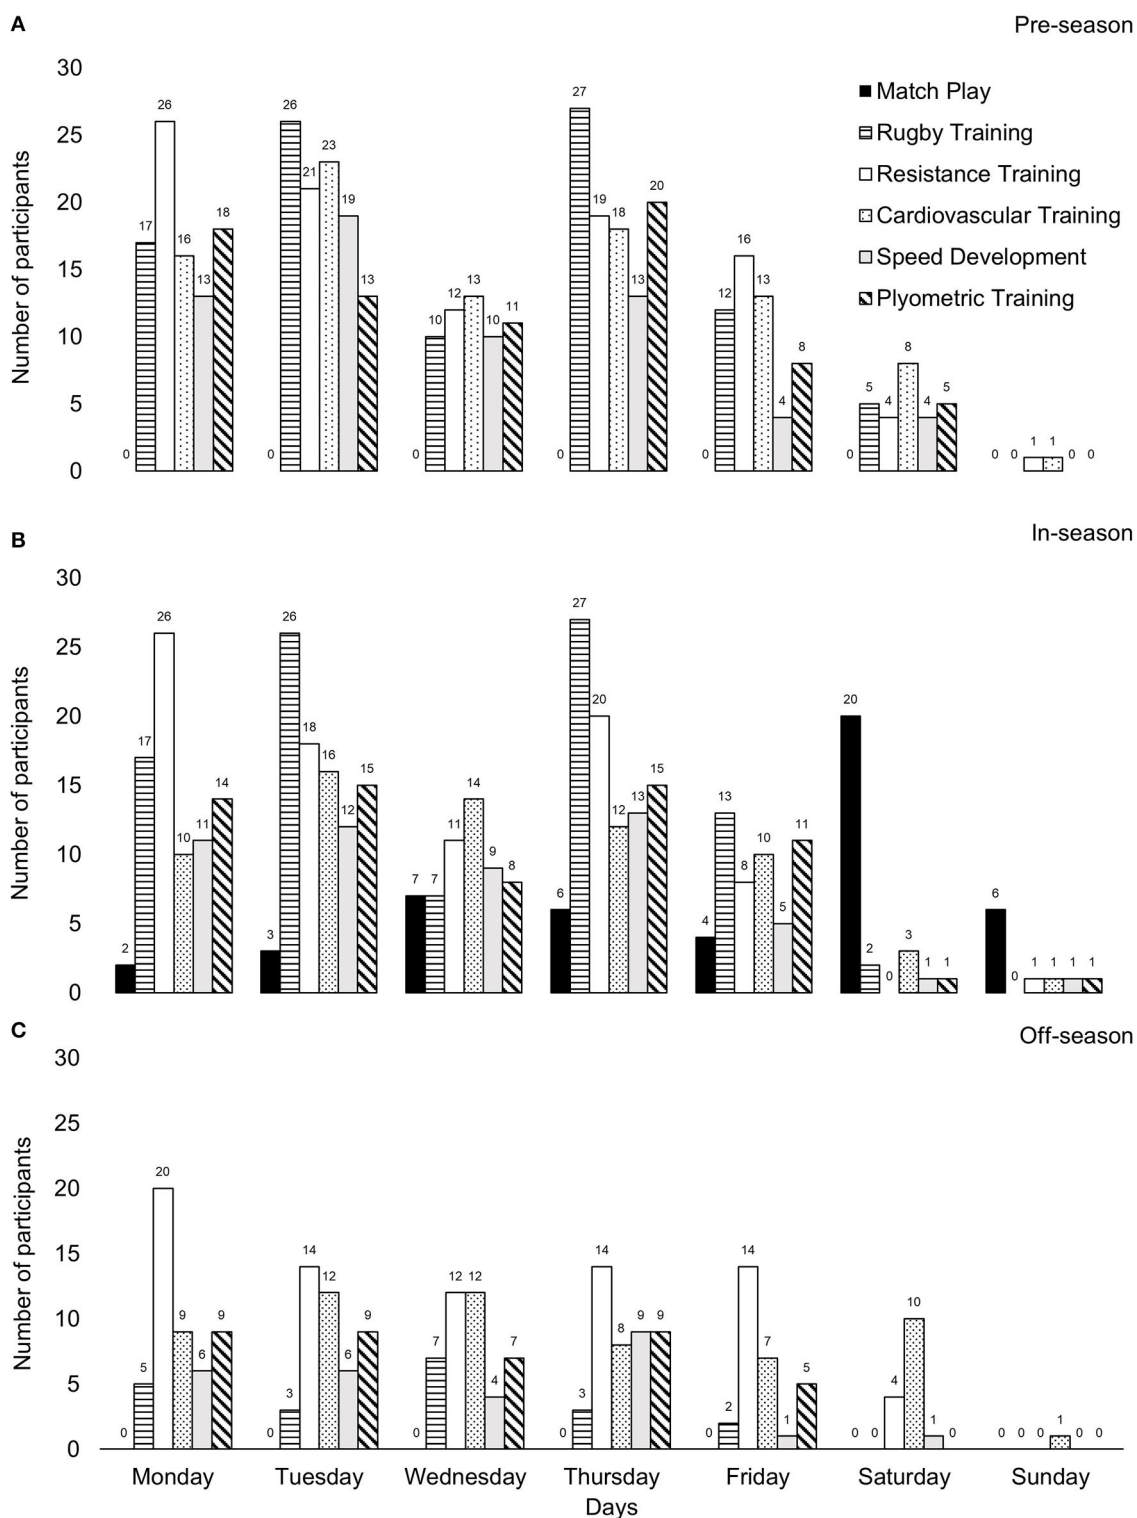 A
Pre-season
Number of participants
30
25
20
15
10
5
0
Match Play
Rugby Training
Resistance Training
Cardiovascular Training
Speed Development
Plyometric Training
0 17 26 16 13 18
0 26 21 23 19 13
0 10 12 13 10 11
0 27 19 18 13 20
0 12 16 13 4 8
0 5 4 8 4 5
0 0 1 1 0 0
B
In-season
Number of participants
30
25
20
15
10
5
0
2 17 26 10 11 14
3 26 18 16 12 15
7 7 11 14 9 8
6 27 20 12 13 15
4 13 8 10 5 11
20 2 0 3 1 1
6 0 1 1 1 1
C
Off-season
Number of participants
30
25
20
15
10
5
0
0 5 20 9 6 9
0 3 14 12 6 9
0 7 12 12 4 7
0 3 14 8 9 9
0 2 14 7 1 5
0 0 4 10 1 0
0 0 0 1 0 0
Monday Tuesday Wednesday Thursday Friday Saturday Sunday
Days